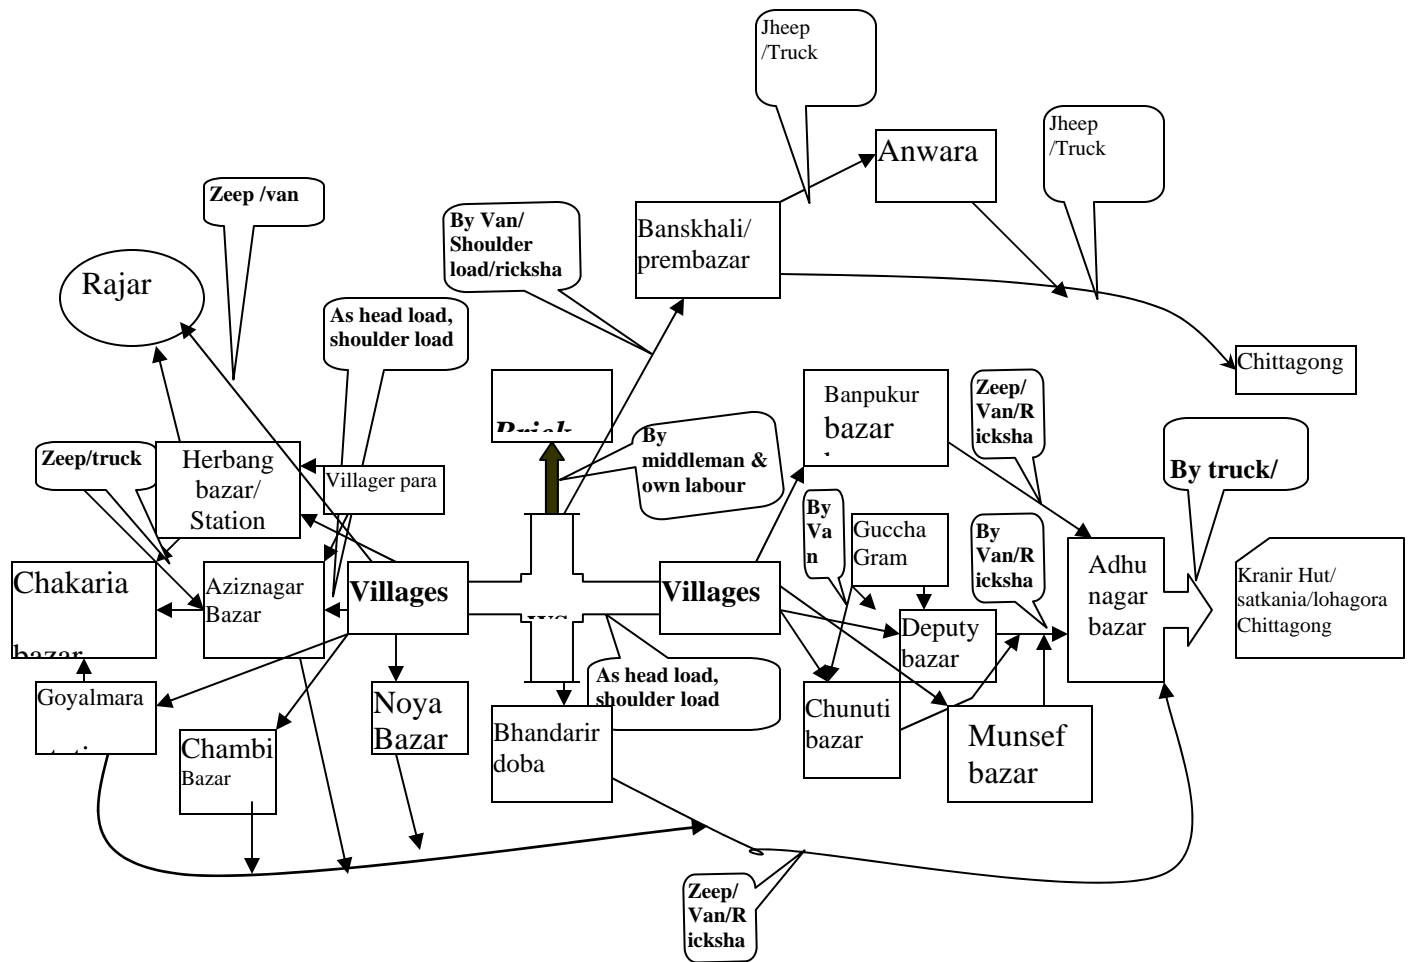 Jheep
/Truck
Anwara
Jheep
/Truck
Zeep /van
By Van/
Shoulder
load/ricksha
Banskhali/
prembazar
Rajar
As head load,
shoulder load
Chittagong
Banpukur
bazar
Zeep/
Van/R
icksha
Brick
By
middleman &
own labour
Zeep/truck
Herbang
bazar/
Station
Villager para
By truck/
By
Va
n
Guccha
Gram
By
Van/R
icksha
Chakaria
bazar
Aziznagar
Bazar
Villages
Villages
Adhu
nagar
bazar
Kranir Hut/
satkania/lohagora
Chittagong
Deputy
bazar
As head load,
shoulder load
Goyalmara
Noya
Bazar
Chambi
Bazar
Bhandarir
doba
Chunuti
bazar
Munsef
bazar
Zeep/
Van/R
icksha